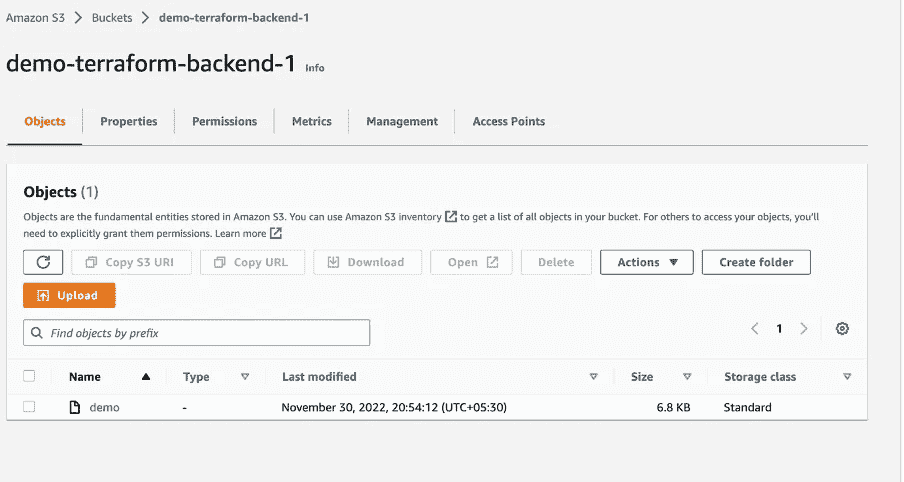 Amazon S3 > Buckets > demo-terraform-backend-1
demo-terraform-backend-1 Info
Objects Properties Permissions Metrics Management Access Points
Objects (1)
Objects are the fundamental entities stored in Amazon S3. You can use Amazon S3 inventory to get a list of all objects in your bucket. For others to access your objects, you'll
need to explicitly grant them permissions. Learn more
Copy S3 URI Copy URL Download Open Delete Actions Create folder
Upload
Find objects by prefix 1
Name Type Last modified Size Storage class
demo - November 30, 2022, 20:54:12 (UTC+05:30) 6.8 KB Standard